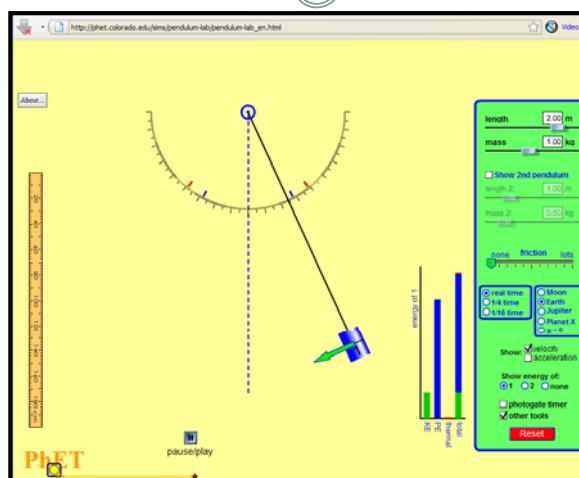 http://phet.colorado.edu/sims/pendulum-lab/pendulum-lab_en.html
Video
About...
length 2.00 m
mass 1.00 kg
Show 2nd pendulum
length 2: 1.00 m
mass 2: 0.50 kg
none friction lots
real time
1/4 time
1/16 time
Moon
Earth
Jupiter
Planet X
g = 0
Show: velocity
acceleration
Show energy of:
1 2 none
photogate timer
other tools
Reset
energy of 1
KE
PE
thermal
total
pause/play
PhET